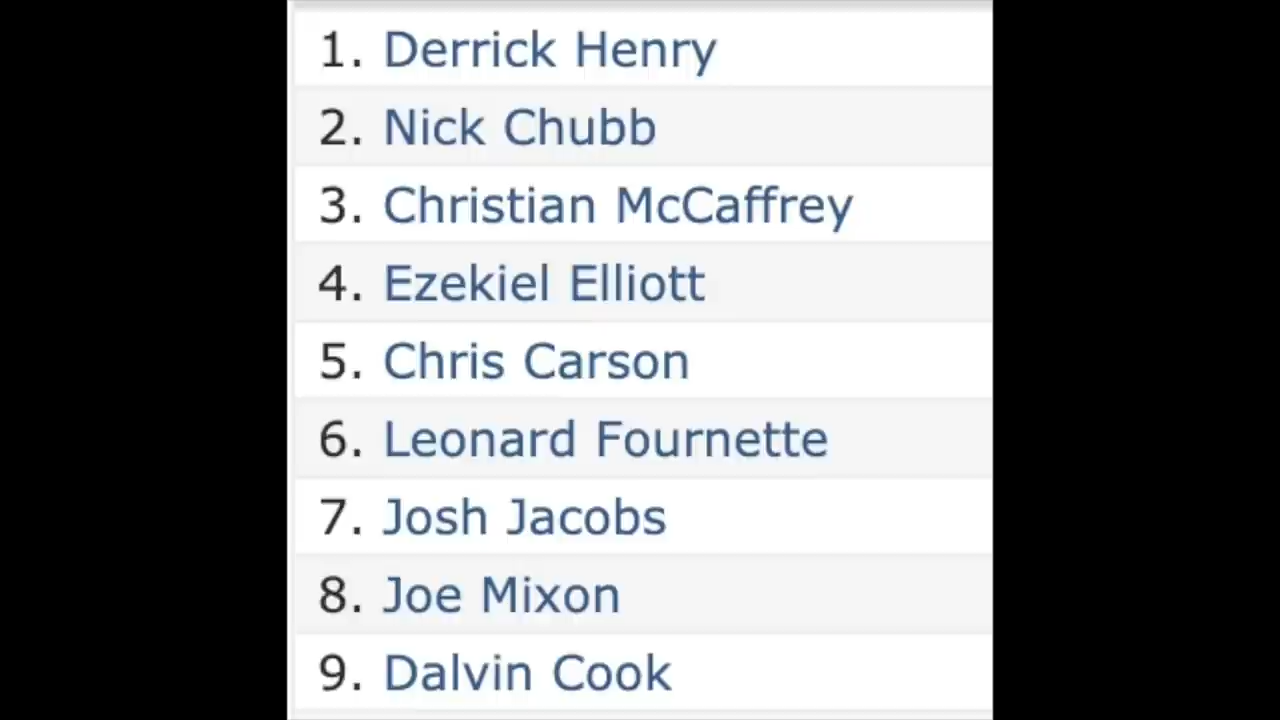 1. Derrick Henry
2. Nick Chubb
3. Christian McCaffrey
4. Ezekiel Elliott
5. Chris Carson
6. Leonard Fournette
7. Josh Jacobs
8. Joe Mixon
9. Dalvin Cook